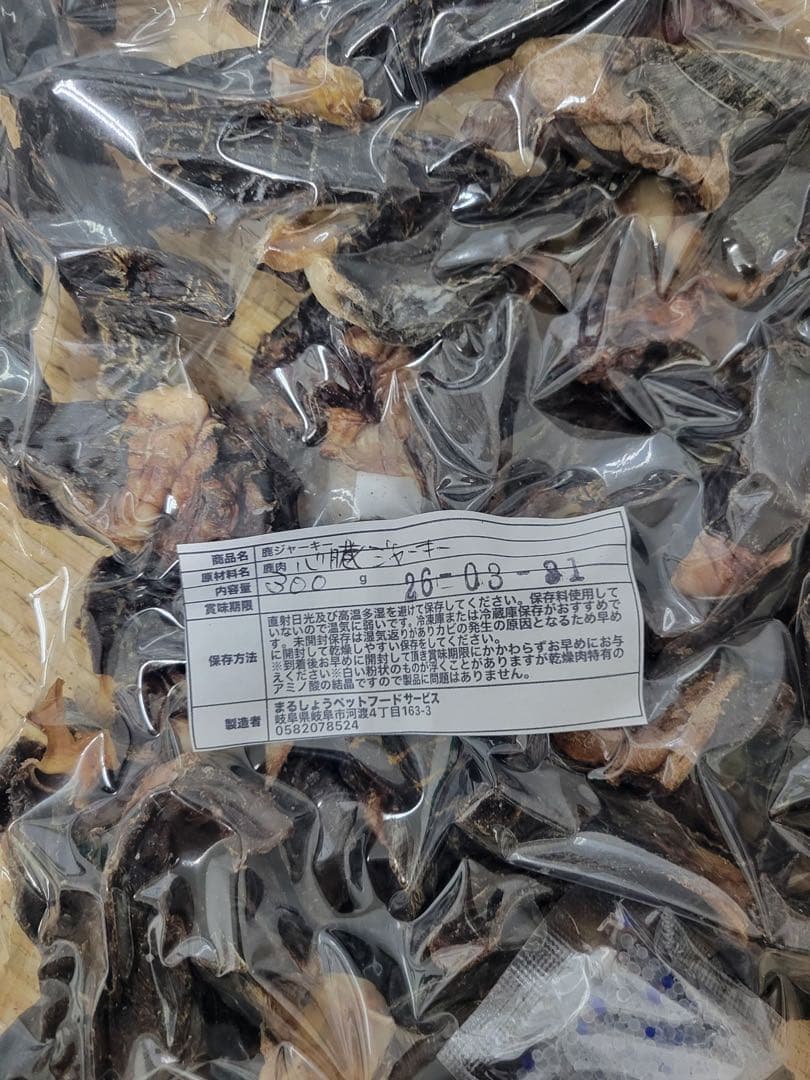 商品名 鹿ジャーキー 心臓ジャーキー
原材料名 鹿肉
内容量 300 g
賞味期限 26-03-31
保存方法 直射日光及び高温多湿を避けて保存してください。保存料使用して
いないので温気に弱いです。冷凍庫または冷蔵庫保存がおすすめで
す。未開封保存は湿気返りがありカビの発生の原因となるため早め
に開封して乾燥しやすい保存をしてください。
※到着後お早めに開封して頂き賞味期限にかかわらずお早めにお与
えください※白い粉状のものが浮くことがありますが乾燥肉特有の
アミノ酸の結晶ですので製品に問題はありません。
製造者 まるしょうペットフードサービス
岐阜県岐阜市河渡4丁目163-3
0582078524